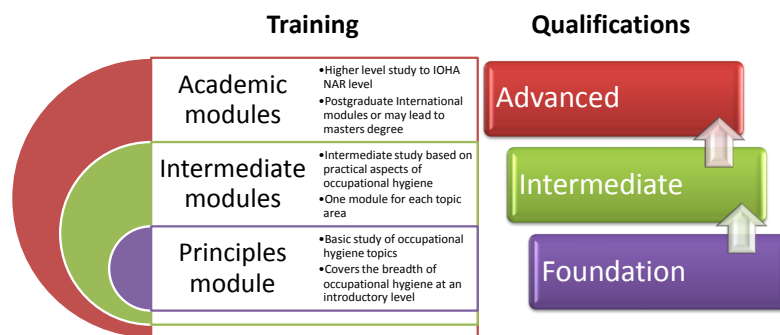 Training
Qualifications
Academic
modules
•Higher level study to IOHA
NAR level
•Postgraduate International
modules or may lead to
masters degree
Advanced
Intermediate
modules
•Intermediate study based on
practical aspects of
occupational hygiene
•One module for each topic
area
Intermediate
Principles
module
•Basic study of occupational
hygiene topics
•Covers the breadth of
occupational hygiene at an
introductory level
Foundation